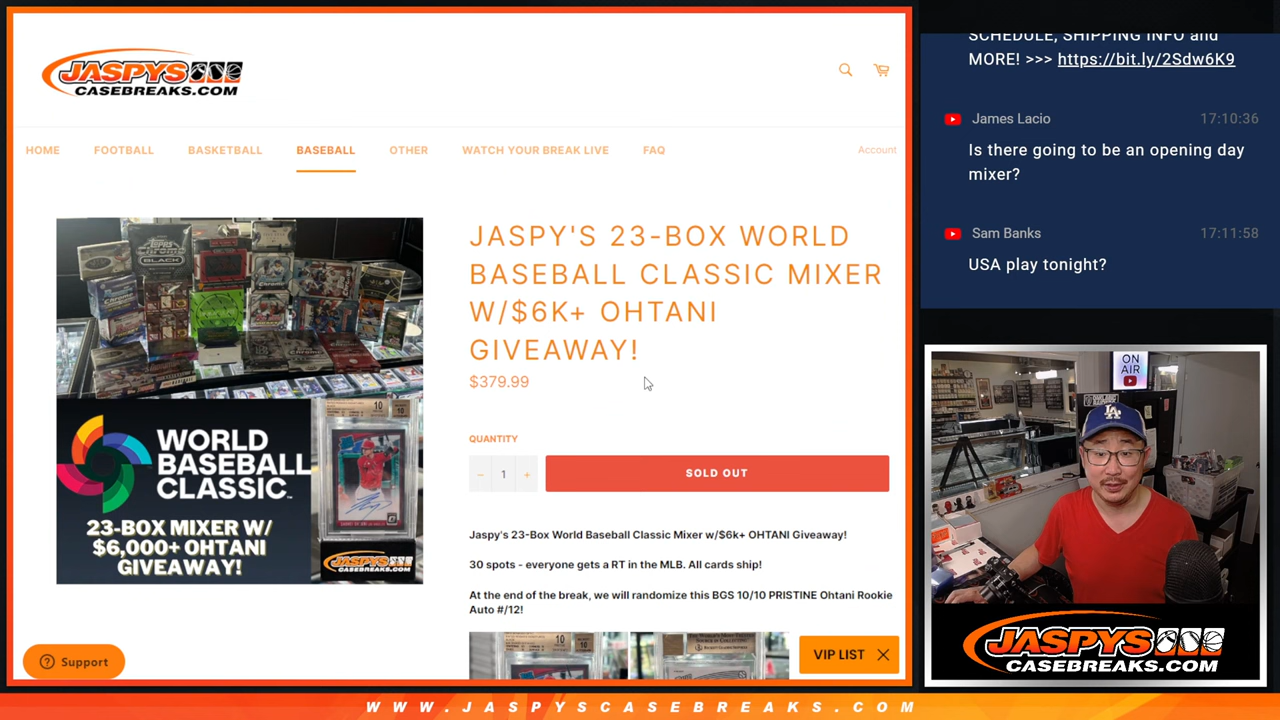 JASPYS
CASEBREAKS.COM
HOME
FOOTBALL
BASKETBALL
BASEBALL
OTHER
WATCH YOUR BREAK LIVE
FAQ
Account
WORLD
BASEBALL
CLASSIC
23-BOX MIXER W/
$6,000+ OHTANI
GIVEAWAY!
JASPYS
CASEBREAKS.COM
JASPY'S 23-BOX WORLD
BASEBALL CLASSIC MIXER
W/$6K+ OHTANI
GIVEAWAY!
$379.99
QUANTITY
− 1 +
SOLD OUT
Jaspy's 23-Box World Baseball Classic Mixer w/$6k+ OHTANI Giveaway!
30 spots - everyone gets a RT in the MLB. All cards ship!
At the end of the break, we will randomize this BGS 10/10 PRISTINE Ohtani Rookie
Auto #/12!
Support
VIP LIST
SCHEDULE, SHIPPING INFO and
MORE! >>> https://bit.ly/2Sdw6K9
James Lacio 17:10:36
Is there going to be an opening day
mixer?
Sam Banks 17:11:58
USA play tonight?
ON
AIR
LA
JASPYS
CASEBREAKS.COM
WWW.JASPYSCASEBREAKS.COM